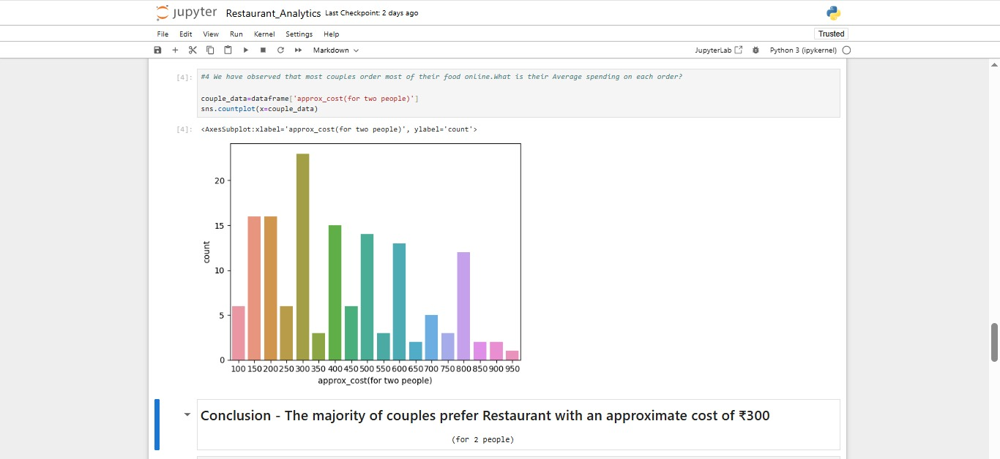 jupyter Restaurant_Analytics Last Checkpoint: 2 days ago
File Edit View Run Kernel Settings Help Trusted
Markdown JupyterLab Python 3 (ipykernel)
[4]: #4 We have observed that most couples order most of their food online.What is their Average spending on each order?
couple_data=dataframe['approx_cost(for two people)']
sns.countplot(x=couple_data)
[4]: <AxesSubplot:xlabel='approx_cost(for two people)', ylabel='count'>
20
15
count
10
5
0
100 150 200 250 300 350 400 450 500 550 600 650 700 750 800 850 900 950
approx_cost(for two people)
Conclusion - The majority of couples prefer Restaurant with an approximate cost of ₹300
(for 2 people)